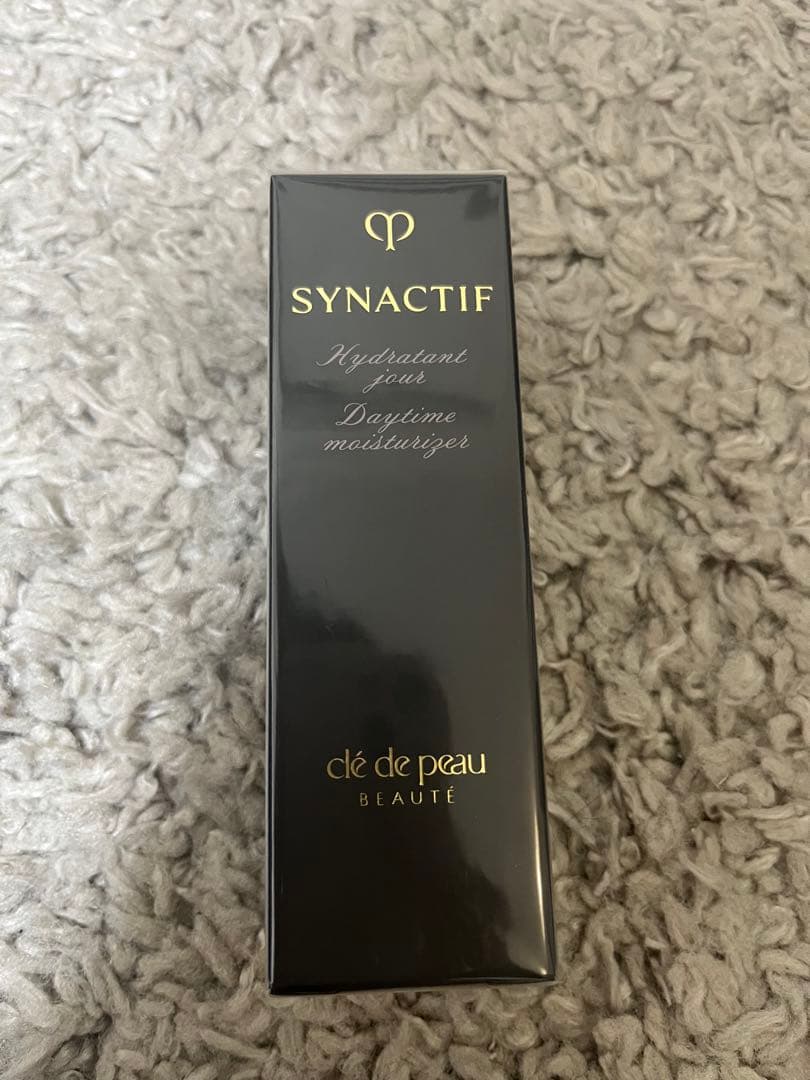 SYNACTIF
Hydratant
jour
Daytime
moisturizer
clé de peau
BEAUTÉ